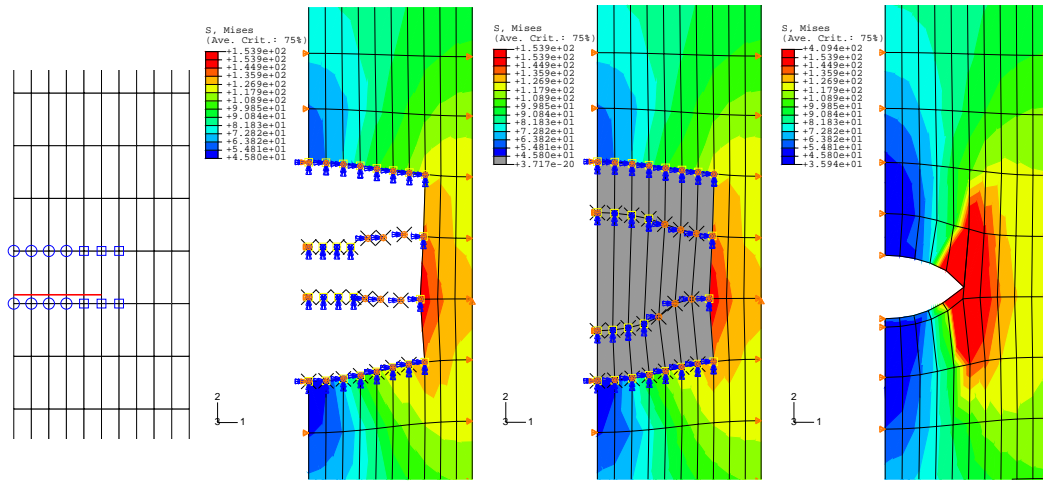 S, Mises
(Ave. Crit.: 75%)
+1.539e+02
+1.539e+02
+1.449e+02
+1.359e+02
+1.269e+02
+1.179e+02
+1.089e+02
+9.985e+01
+9.084e+01
+8.183e+01
+7.282e+01
+6.382e+01
+5.481e+01
+4.580e+01
2
3
1
S, Mises
(Ave. Crit.: 75%)
+1.539e+02
+1.539e+02
+1.449e+02
+1.359e+02
+1.269e+02
+1.179e+02
+1.089e+02
+9.985e+01
+9.084e+01
+8.183e+01
+7.282e+01
+6.382e+01
+5.481e+01
+4.580e+01
+3.717e-20
2
3
1
S, Mises
(Ave. Crit.: 75%)
+4.094e+02
+1.539e+02
+1.449e+02
+1.359e+02
+1.269e+02
+1.179e+02
+1.089e+02
+9.985e+01
+9.084e+01
+8.183e+01
+7.282e+01
+6.382e+01
+5.481e+01
+4.580e+01
+3.594e+01
2
3
1